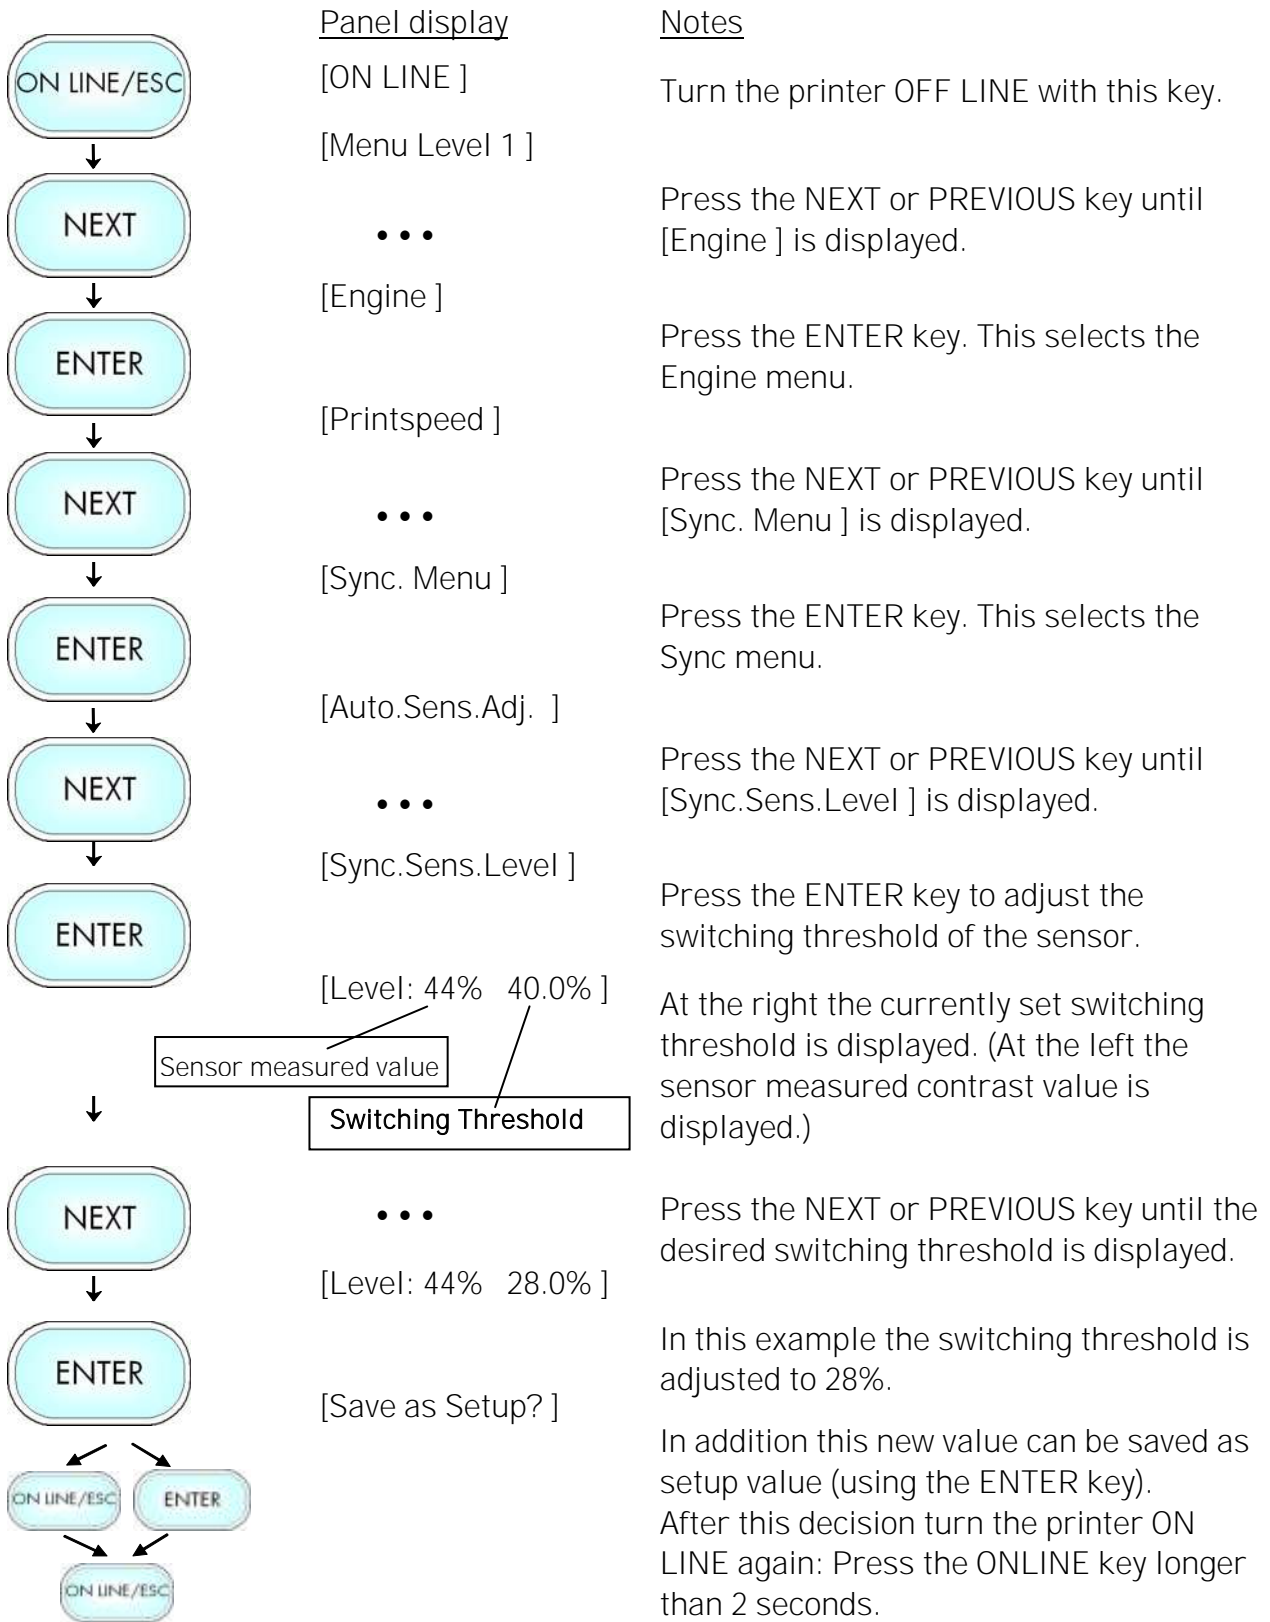 Panel display
Notes
ON LINE/ESC
[ON LINE ]
Turn the printer OFF LINE with this key.
[Menu Level 1 ]
NEXT
• • •
Press the NEXT or PREVIOUS key until
[Engine ] is displayed.
[Engine ]
ENTER
Press the ENTER key. This selects the
Engine menu.
[Printspeed ]
NEXT
• • •
Press the NEXT or PREVIOUS key until
[Sync. Menu ] is displayed.
[Sync. Menu ]
ENTER
Press the ENTER key. This selects the
Sync menu.
[Auto.Sens.Adj.  ]
NEXT
• • •
Press the NEXT or PREVIOUS key until
[Sync.Sens.Level ] is displayed.
[Sync.Sens.Level ]
ENTER
Press the ENTER key to adjust the
switching threshold of the sensor.
[Level: 44%   40.0% ]
Sensor measured value
Switching Threshold
At the right the currently set switching
threshold is displayed. (At the left the
sensor measured contrast value is
displayed.)
NEXT
• • •
Press the NEXT or PREVIOUS key until the
desired switching threshold is displayed.
[Level: 44%   28.0% ]
ENTER
In this example the switching threshold is
adjusted to 28%.
[Save as Setup? ]
ON LINE/ESC
ENTER
ON LINE/ESC
In addition this new value can be saved as
setup value (using the ENTER key).
After this decision turn the printer ON
LINE again: Press the ONLINE key longer
than 2 seconds.